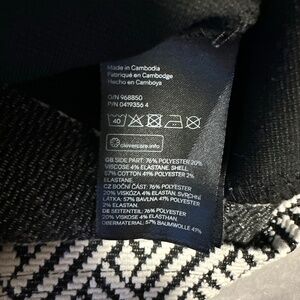 Made in Cambodia
Fabriqué en Cambodge
Hecho en Camboya
O/N 968850
P/N 0419356 4
40
clevercare.info
GB SIDE PART: 76% POLYESTER 20%
VISCOSE 4% ELASTANE. SHELL
57% COTTON 41% POLYESTER 2%
ELASTANE.
CZ BOČNÍ ČÁST: 76% POLYESTER
20% VISKÓZA 4% ELASTAN. SVRCHNÍ
LÁTKA: 57% BAVLNA 41% POLYESTER
2% ELASTAN.
DE SEITENTEIL: 76% POLYESTER
20% VISKOSE 4% ELASTHAN.
OBERMATERIAL: 57% BAUMWOLLE 41%